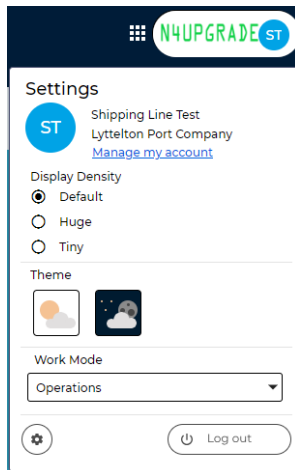 N4UPGRADE ST
Settings
ST
Shipping Line Test
Lyttelton Port Company
Manage my account
Display Density
Default
Huge
Tiny
Theme
Work Mode
Operations
Log out